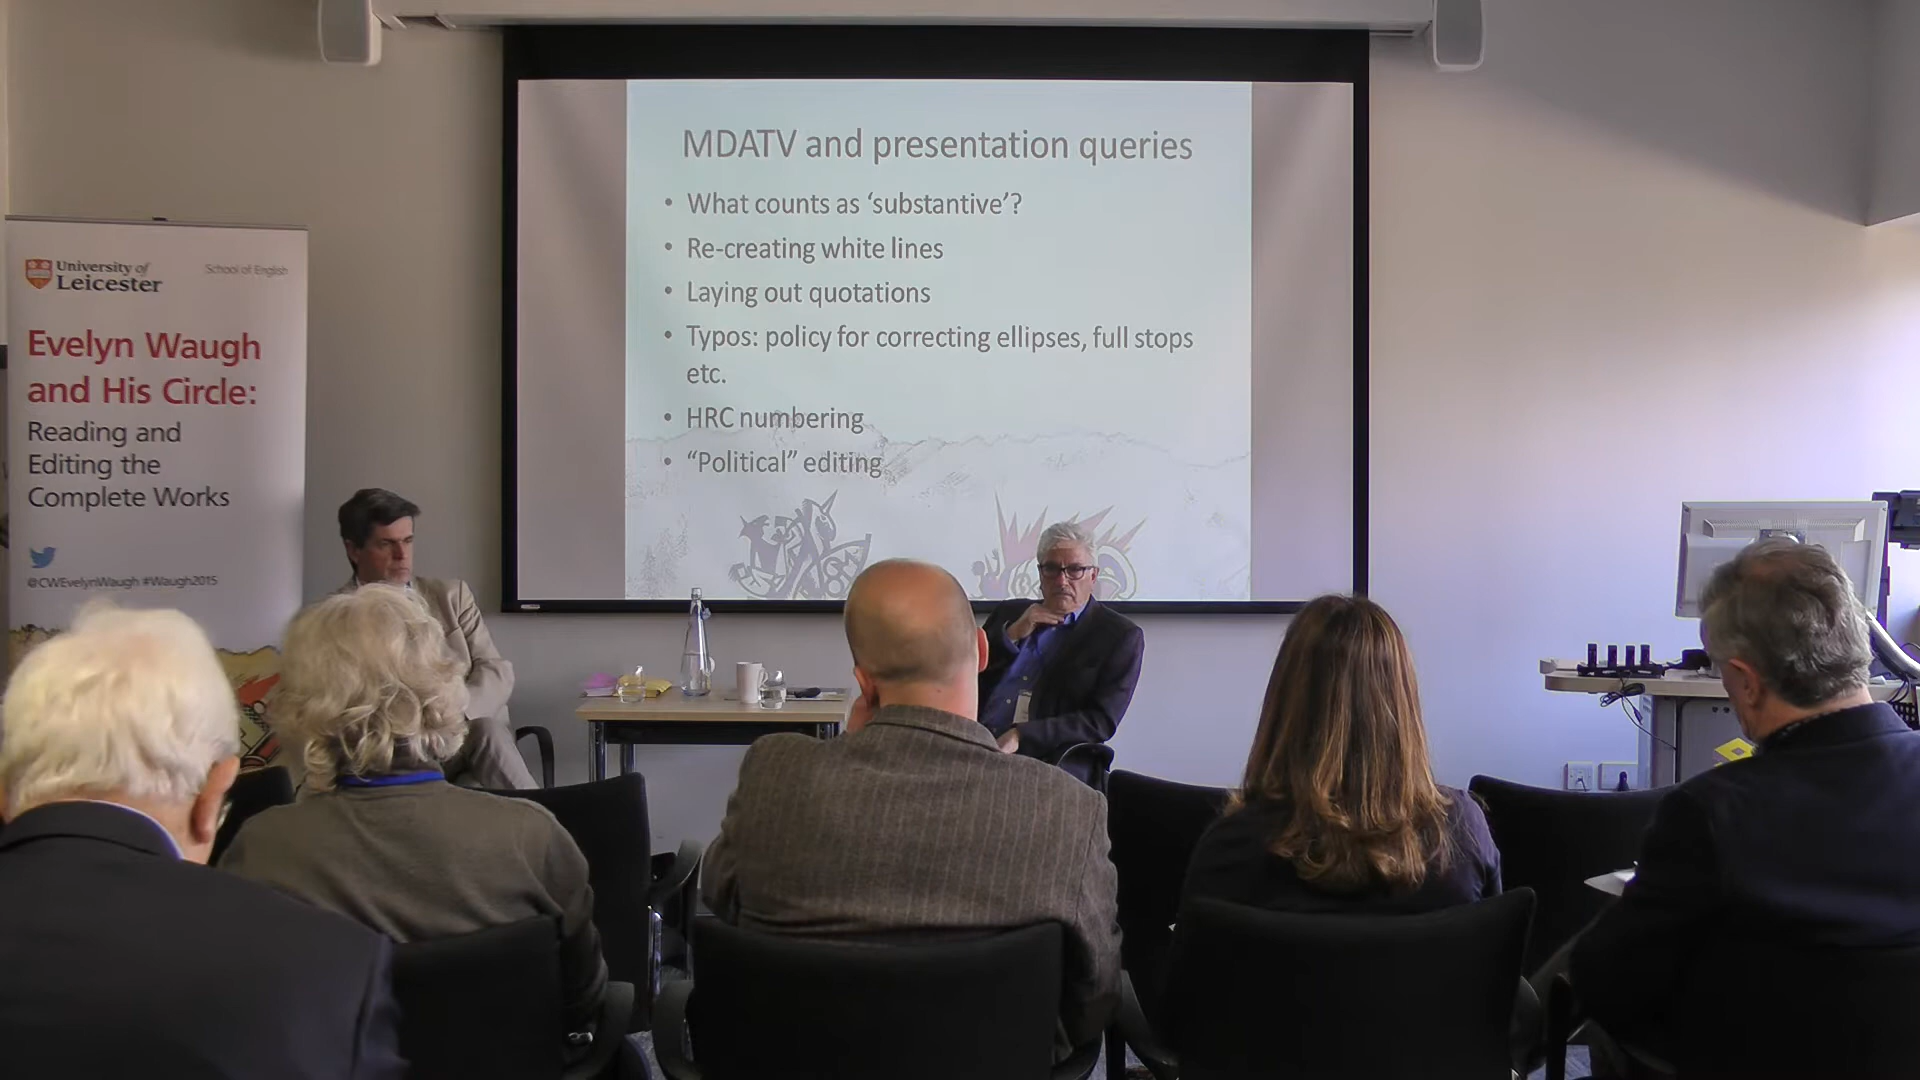 MDATV and presentation queries
• What counts as ‘substantive’?
• Re-creating white lines
• Laying out quotations
• Typos: policy for correcting ellipses, full stops
etc.
• HRC numbering
• “Political” editing
University of
Leicester
School of English
Evelyn Waugh
and His Circle:
Reading and
Editing the
Complete Works
@CWEvelynWaugh #Waugh2015